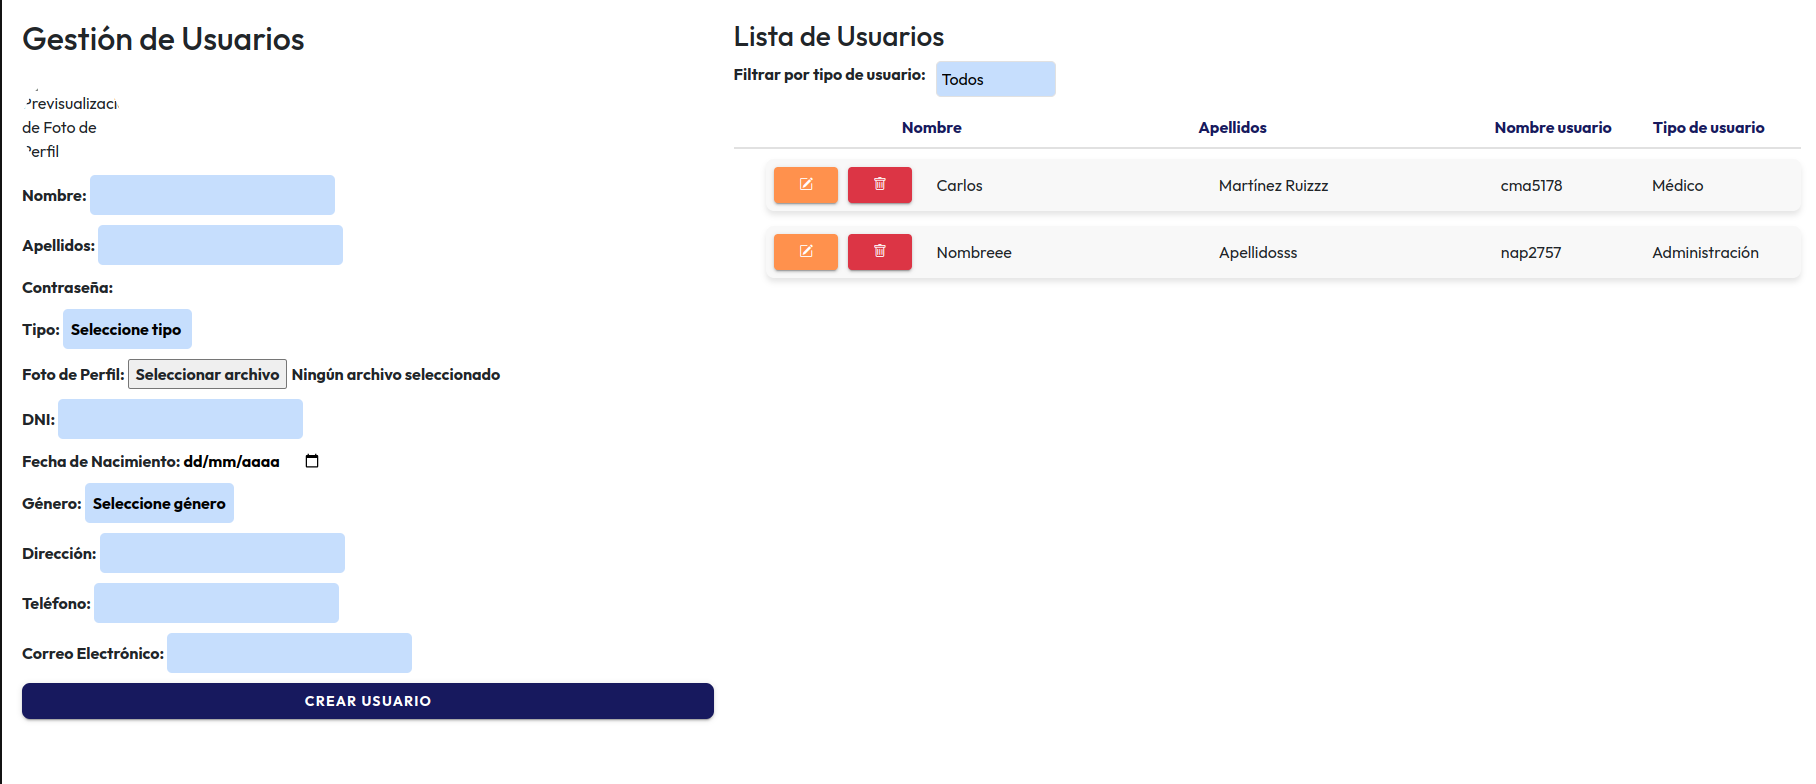 Gestión de Usuarios
Previsualizaci
de Foto de
Perfil
Nombre:
Apellidos:
Contraseña:
Tipo: Seleccione tipo
Foto de Perfil: Seleccionar archivo Ningún archivo seleccionado
DNI:
Fecha de Nacimiento: dd/mm/aaaa
Género: Seleccione género
Dirección:
Teléfono:
Correo Electrónico:
CREAR USUARIO
Lista de Usuarios
Filtrar por tipo de usuario: Todos
Nombre Apellidos Nombre usuario Tipo de usuario
Carlos Martínez Ruizzz cma5178 Médico
Nombreee Apellidosss nap2757 Administración